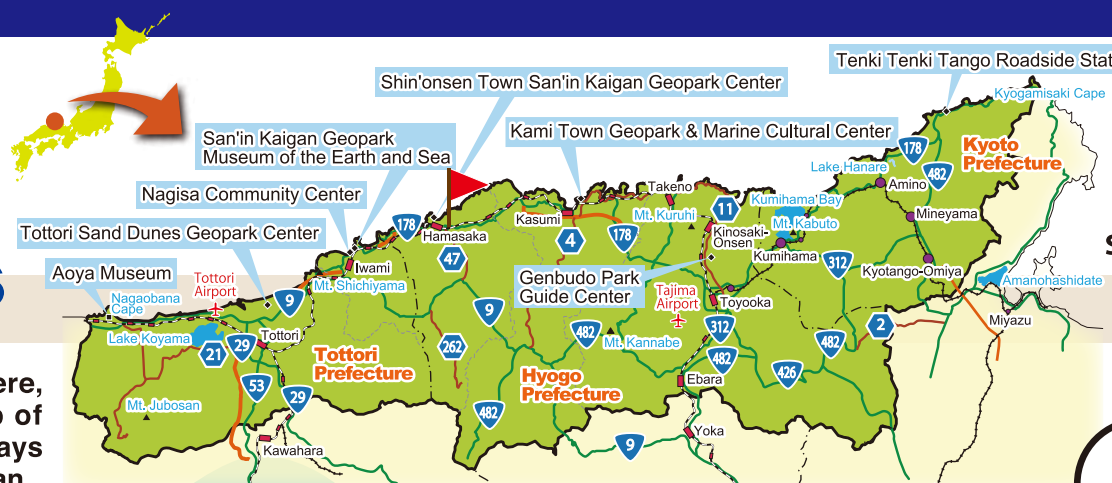 Tenki Tenki Tango Roadside Stat
Shin'onsen Town San'in Kaigan Geopark Center
Kyogamisaki Cape
San'in Kaigan Geopark
Museum of the Earth and Sea
Kami Town Geopark & Marine Cultural Center
178
Kyoto
Prefecture
482
Lake Hanare
Amino
Nagisa Community Center
Takeno
Kumihama Bay
Mt. Kabuto
Mineyama
Kasumi
Mt. Kuruhi
11
178
Hamasaka
4
178
Kinosaki-
Onsen
Tottori Sand Dunes Geopark Center
47
Kumihama
312
Kyotango-Omiya
Iwami
Mt. Shichiyama
Genbudo Park
Guide Center
Aoya Museum
Tottori
Airport
Nagaobana
Cape
9
Tajima
Airport
Toyooka
Amanohashidate
Miyazu
9
312
2
Lake Koyama
Tottori
21
29
262
482
Mt. Kannabe
482
482
Tottori
Prefecture
Hyogo
Prefecture
426
53
Ebara
29
Mt. Jubosan
482
Yoka
9
Kawahara
ere,
o of
ays
an
s